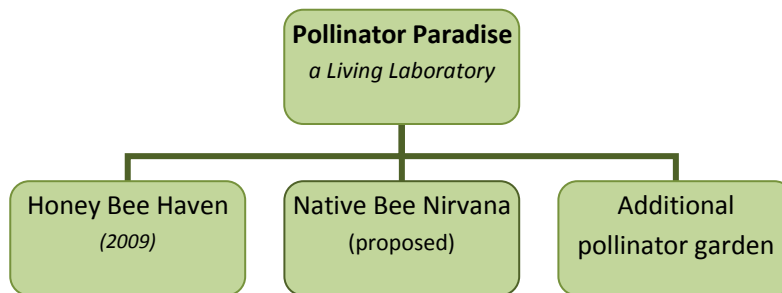 Pollinator Paradise
a Living Laboratory
Honey Bee Haven
(2009)
Native Bee Nirvana
(proposed)
Additional
pollinator garden